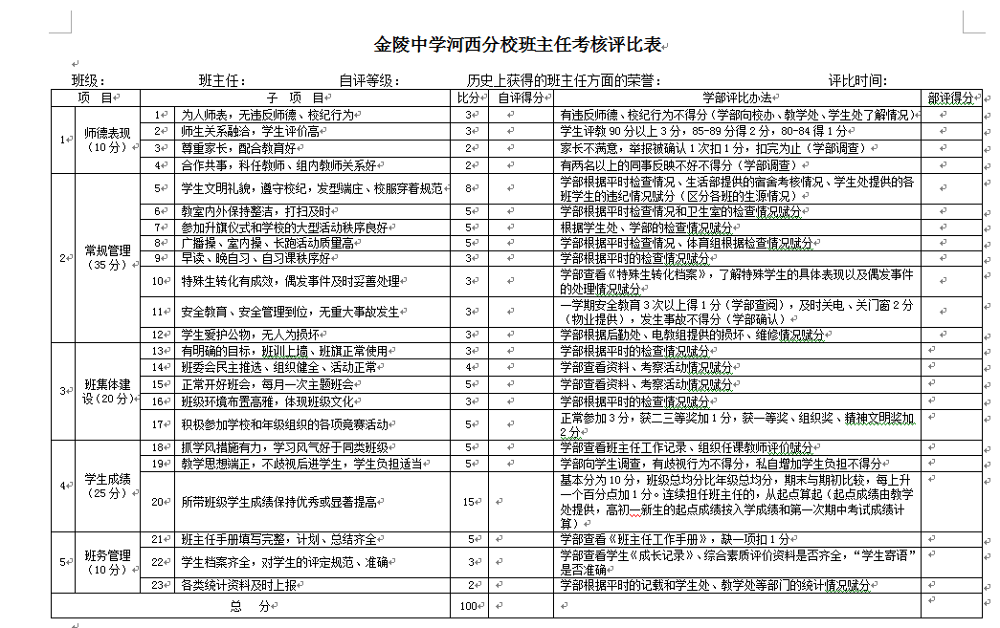 金陵中学河西分校班主任考核评比表
班级： 班主任： 自评等级： 历史上获得的班主任方面的荣誉： 评比时间：
项 目 子 项 目 比分 自评得分 学部评比办法 部评得分
1 师德表现（10分）
1 为人师表，无违反师德、校纪行为 3 有违反师德、校纪行为不得分（学部向校办、教学处、学生处了解情况）
2 师生关系融洽，学生评价高 3 学生评教90分以上3分，85-89分得2分，80-84得1分
3 尊重家长，配合教育好 2 家长不满意，举报被确认1次扣1分，扣完为止（学部调查）
4 合作共事，科任教师、组内教师关系好 2 有两名以上的同事反映不好不得分（学部调查）
2 常规管理（35分）
5 学生文明礼貌，遵守校纪，发型端庄、校服穿着规范 8 学部根据平时检查情况、生活部提供的宿舍考核情况、学生处提供的各
班学生的违纪情况赋分（区分各班的生源情况）
6 教室内外保持整洁，打扫及时 5 学部根据平时检查情况和卫生室的检查情况赋分
7 参加升旗仪式和学校的大型活动秩序良好 5 根据学生处、学部的检查情况赋分
8 广播操、室内操、长跑活动质量高 5 学部根据平时检查情况、体育组根据检查情况赋分
9 早读、晚自习、自习课秩序好 3 学部根据平时的检查情况赋分
10 特殊生转化有成效，偶发事件及时妥善处理 3 学部查看《特殊生转化档案》，了解特殊学生的具体表现以及偶发事件
的处理情况赋分
11 安全教育、安全管理到位，无重大事故发生 3 一学期安全教育3次以上得1分（学部查阅），及时关电、关门窗2分
（物业提供），发生事故不得分（学部确认）
12 学生爱护公物，无人为损坏 3 学部根据后勤处、电教组提供的损坏、维修情况赋分
3 班集体建设（20分）
13 有明确的目标，班训上墙、班旗正常使用 3 学部根据平时的检查情况赋分
14 班委会民主推选、组织健全、活动正常 4 学部查看资料、考察活动情况赋分
15 正常开好班会，每月一次主题班会 5 学部查看资料、考察活动情况赋分
16 班级环境布置高雅，体现班级文化 3 学部根据平时的检查情况赋分
17 积极参加学校和年级组织的各项竞赛活动 5 正常参加3分，获二三等奖加1分，获一等奖、组织奖、精神文明奖加
2分
4 学生成绩（25分）
18 抓学风措施有力，学习风气好于同类班级 5 学部查看班主任工作记录、组织任课教师评价赋分
19 教学思想端正，不歧视后进学生，学生负担适当 5 学部向学生调查，有歧视行为不得分，私自增加学生负担不得分
20 所带班级学生成绩保持优秀或显著提高 15 基本分为10分，班级总均分比年级总均分，期末与期初比较，每上升
一个百分点加1分。连续担任班主任的，从起点算起（起点成绩由教学
处提供，高初一新生的起点成绩按入学成绩和第一次期中考试成绩计
算）
5 班务管理（10分）
21 班主任手册填写完整，计划、总结齐全 5 学部查看《班主任工作手册》，缺一项扣1分
22 学生档案齐全，对学生的评定规范、准确 3 学部查看学生《成长记录》、综合素质评价资料是否齐全，“学生寄语”
是否准确
23 各类统计资料及时上报 2 学部根据平时的记载和学生处、教学处等部门的统计情况赋分
总 分 100